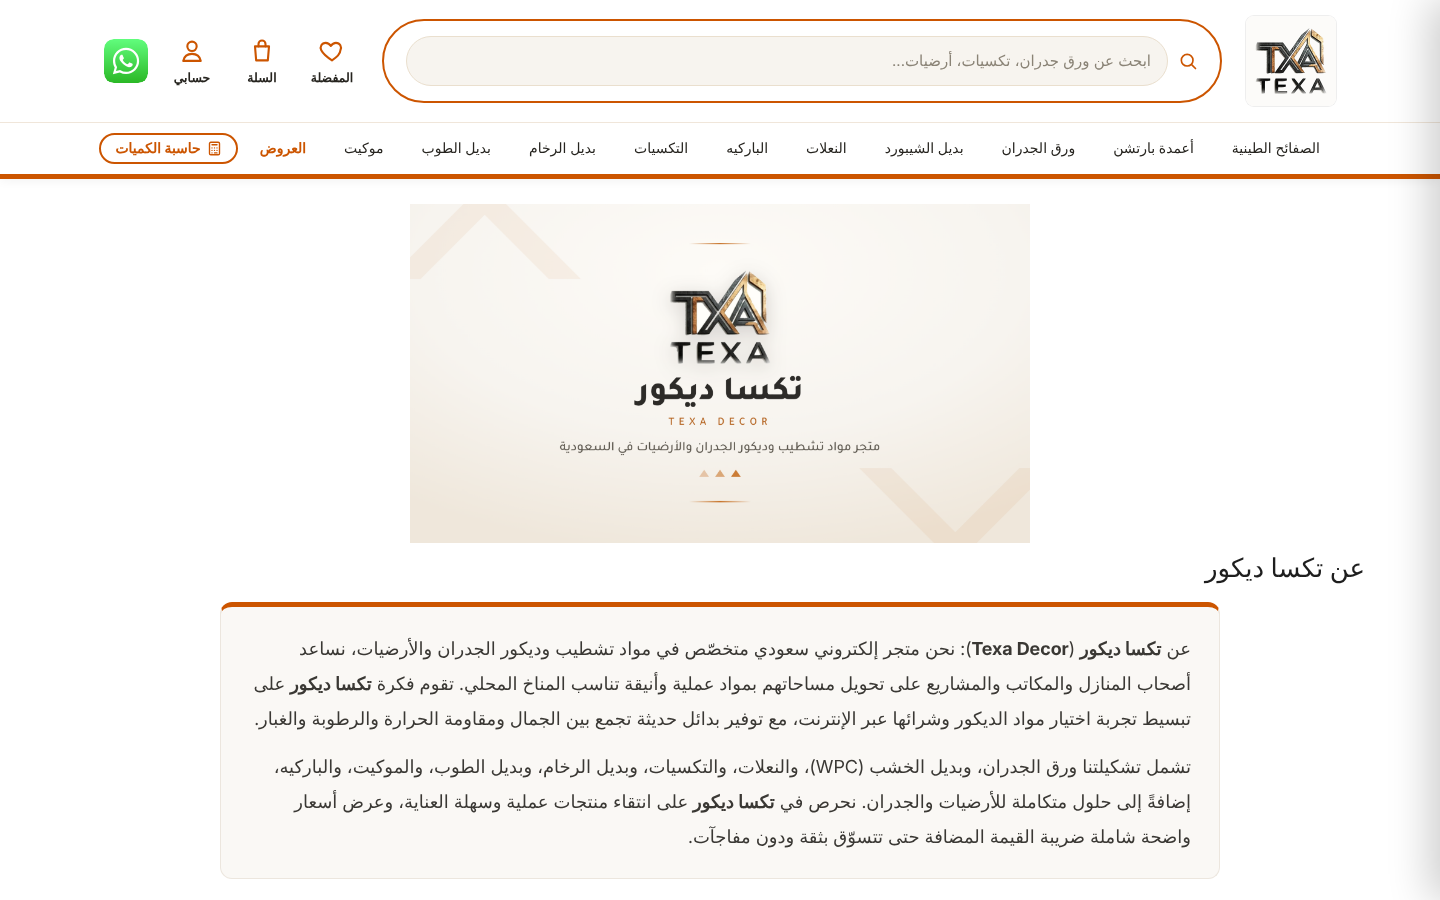 TXA
TEXA
ابحث عن ورق جدران، تكسيات، أرضيات...
المفضلة
السلة
حسابي
الصفائح الطينية
أعمدة بارتشن
ورق الجدران
بديل الشيبورد
النعلات
الباركيه
التكسيات
بديل الرخام
بديل الطوب
موكيت
العروض
حاسبة الكميات
TXA
TEXA
تكسا ديكور
TEXA DECOR
متجر مواد تشطيب وديكور الجدران والأرضيات في السعودية
عن تكسا ديكور
عن تكسا ديكور (Texa Decor): نحن متجر إلكتروني سعودي متخصّص في مواد تشطيب وديكور الجدران والأرضيات، نساعد
أصحاب المنازل والمكاتب والمشاريع على تحويل مساحاتهم بمواد عملية وأنيقة تناسب المناخ المحلي. تقوم فكرة تكسا ديكور على
تبسيط تجربة اختيار مواد الديكور وشرائها عبر الإنترنت، مع توفير بدائل حديثة تجمع بين الجمال ومقاومة الحرارة والرطوبة والغبار.
تشمل تشكيلتنا ورق الجدران، وبديل الخشب (WPC)، والنعلات، والتكسيات، وبديل الرخام، وبديل الطوب، والموكيت، والباركيه،
إضافةً إلى حلول متكاملة للأرضيات والجدران. نحرص في تكسا ديكور على انتقاء منتجات عملية وسهلة العناية، وعرض أسعار
واضحة شاملة ضريبة القيمة المضافة حتى تتسوّق بثقة ودون مفاجآت.